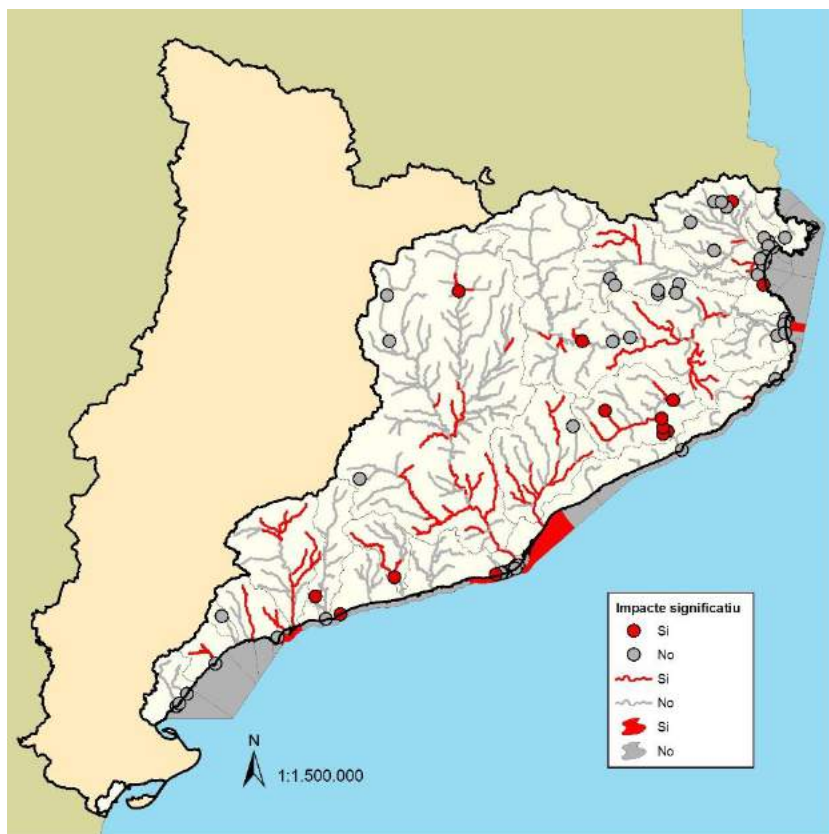 Impacte significatiu
Si
No
Si
No
Si
No
N
1:1.500.000